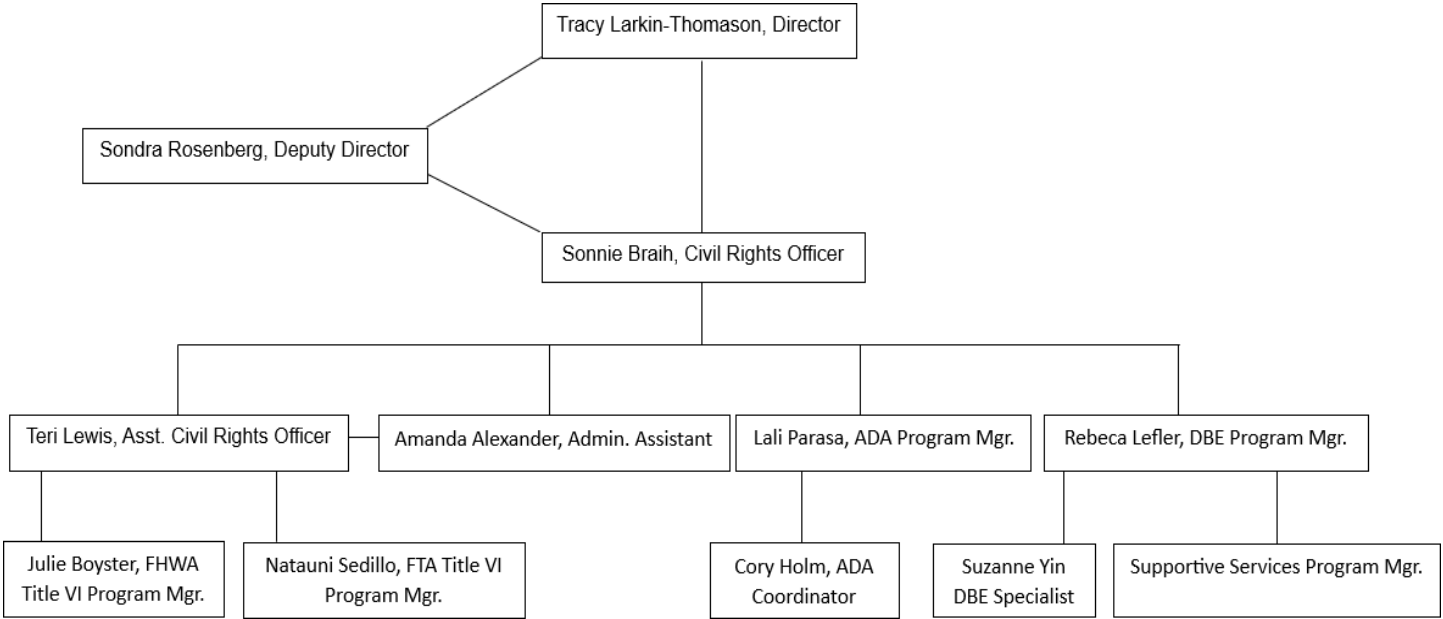 Tracy Larkin-Thomason, Director
Sondra Rosenberg, Deputy Director
Sonnie Braih, Civil Rights Officer
Teri Lewis, Asst. Civil Rights Officer
Amanda Alexander, Admin. Assistant
Lali Parasa, ADA Program Mgr.
Rebeca Lefler, DBE Program Mgr.
Julie Boyster, FHWA
Title VI Program Mgr.
Natauni Sedillo, FTA Title VI
Program Mgr.
Cory Holm, ADA
Coordinator
Suzanne Yin
DBE Specialist
Supportive Services Program Mgr.